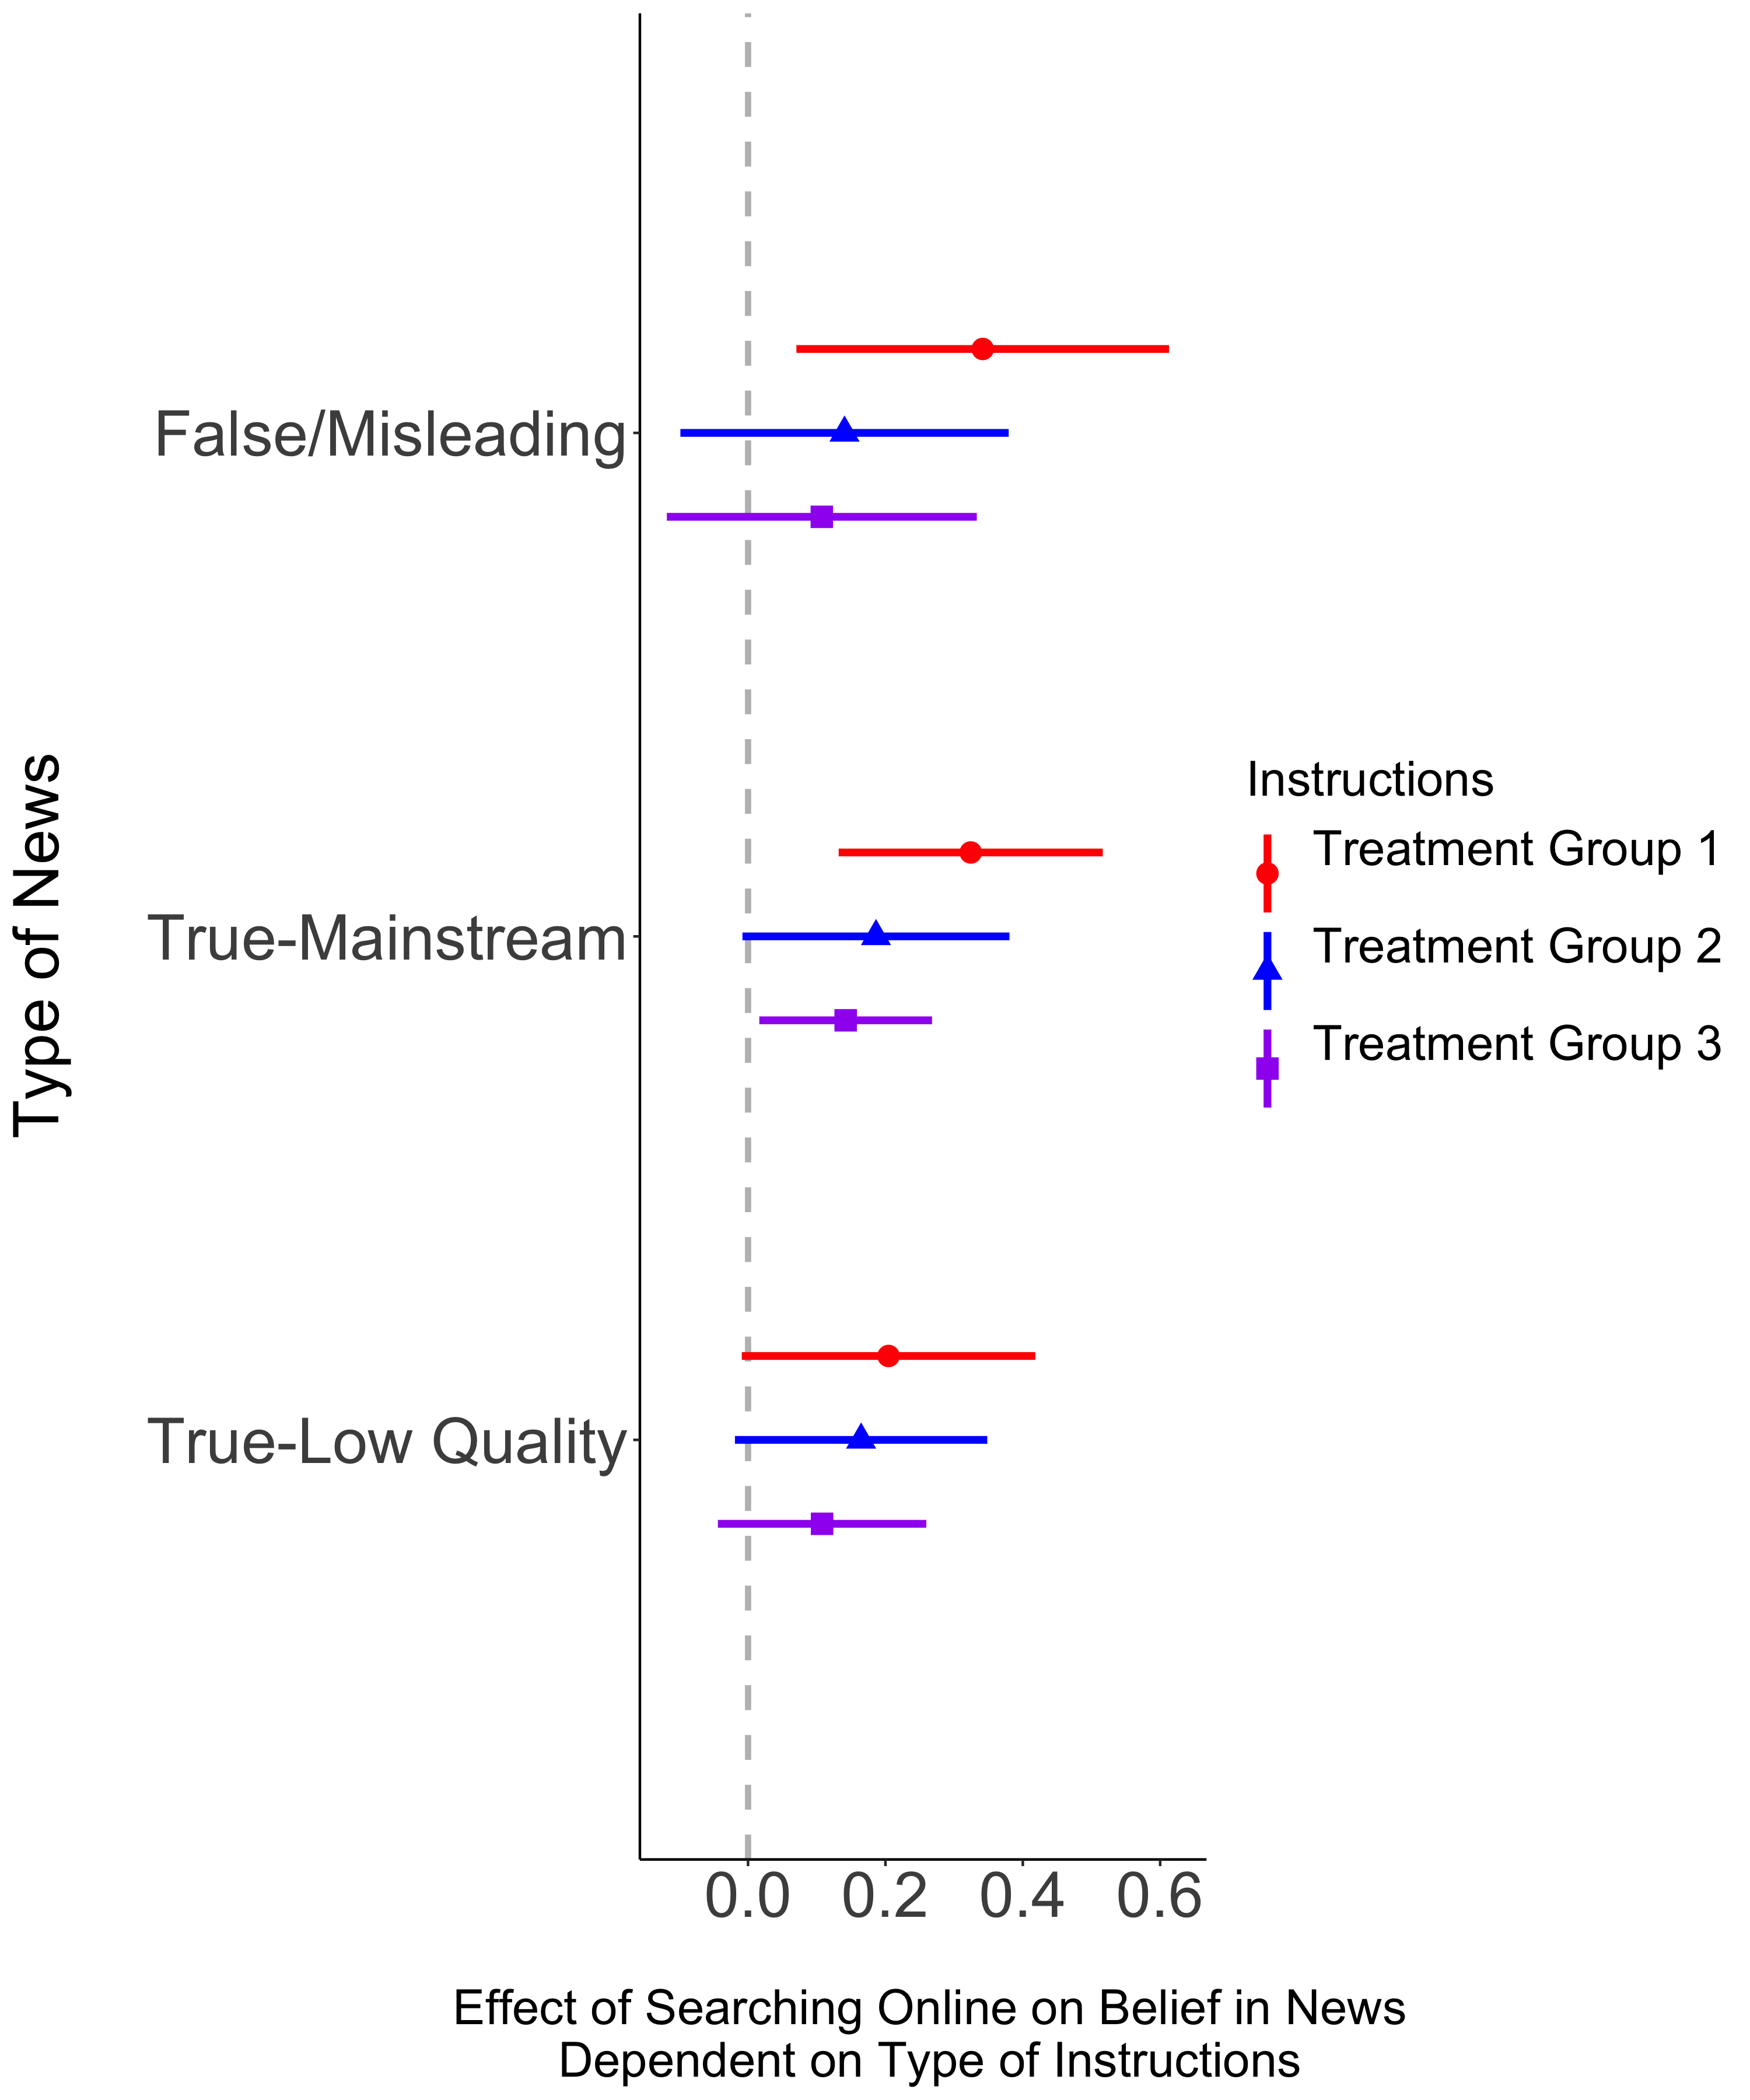 Type of News
False/Misleading
True-Mainstream
True-Low Quality
0.0 0.2 0.4 0.6
Effect of Searching Online on Belief in News
Dependent on Type of Instructions
Instructions
Treatment Group 1
Treatment Group 2
Treatment Group 3